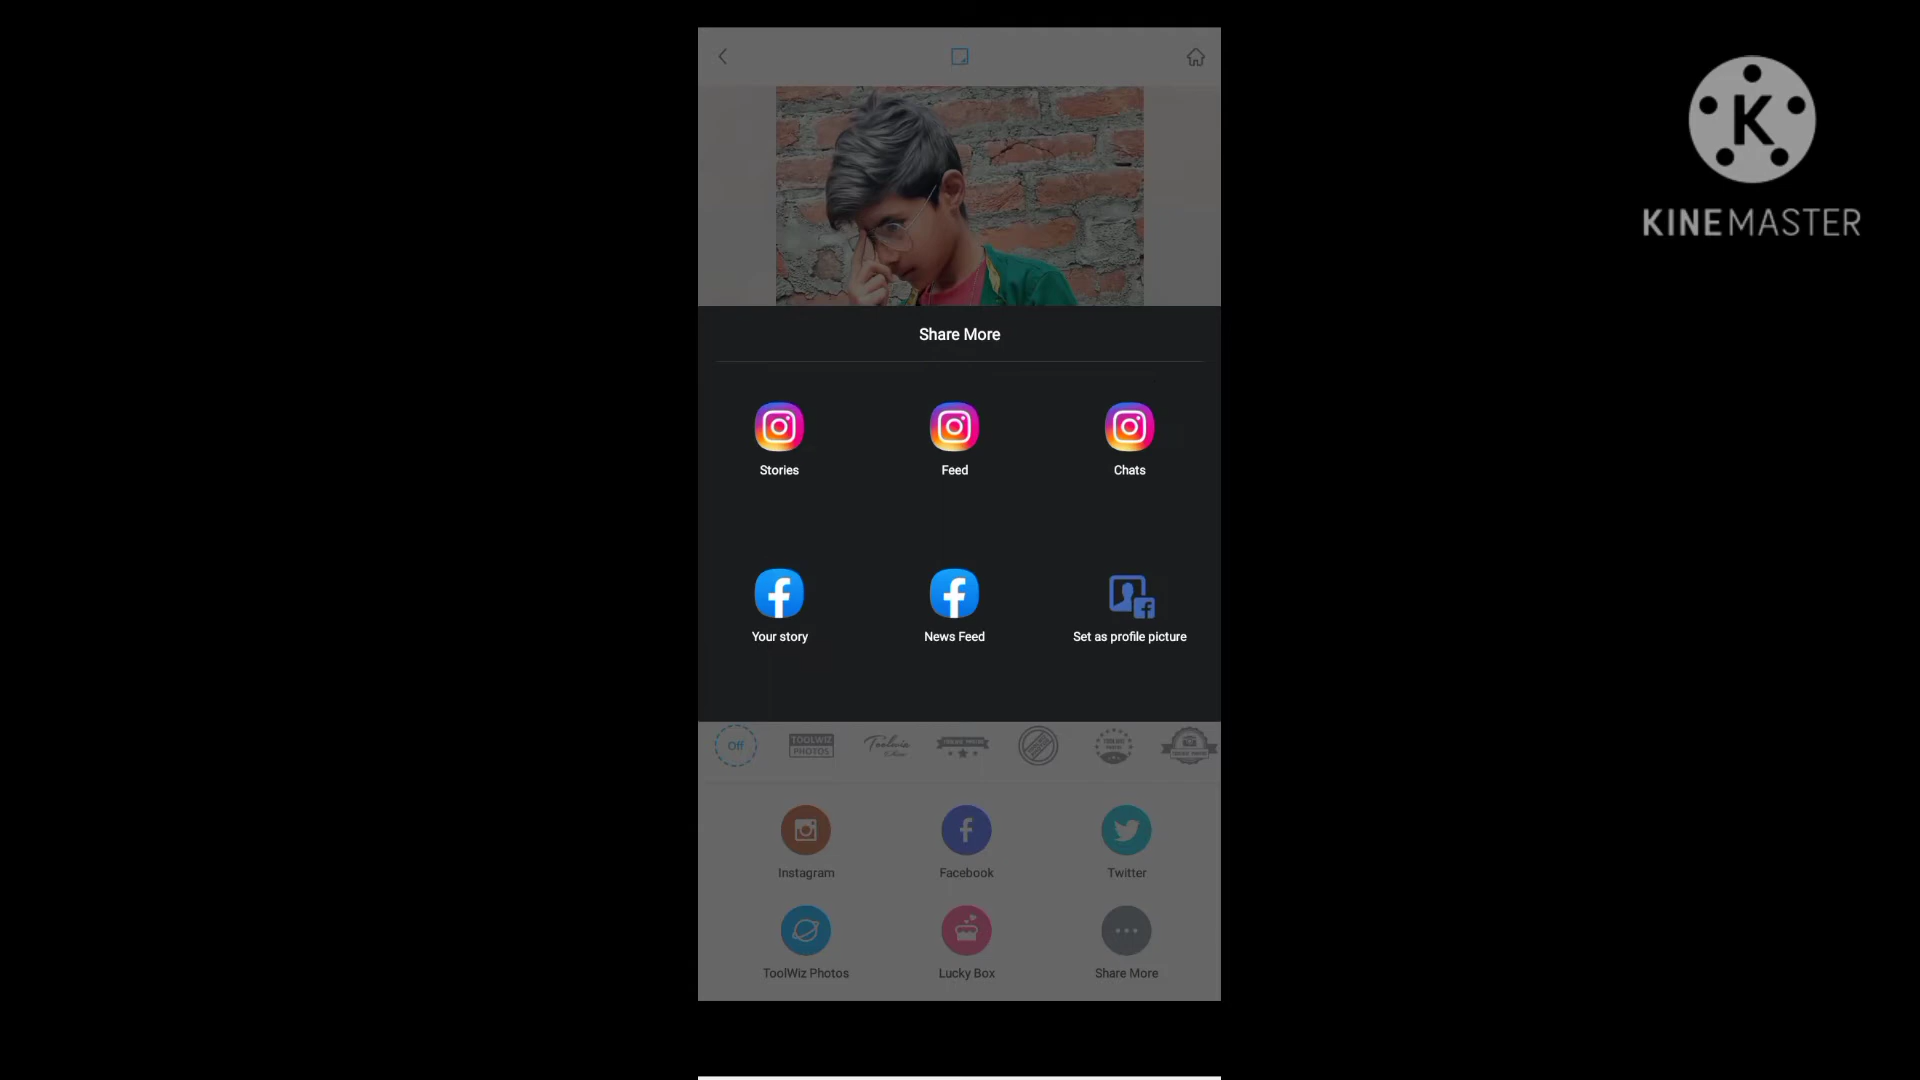 KINEMASTER
Share More
Stories
Feed
Chats
Your story
News Feed
Set as profile picture
Off
TOOLWIZ
PHOTOS
Instagram
Facebook
Twitter
ToolWiz Photos
Lucky Box
Share More